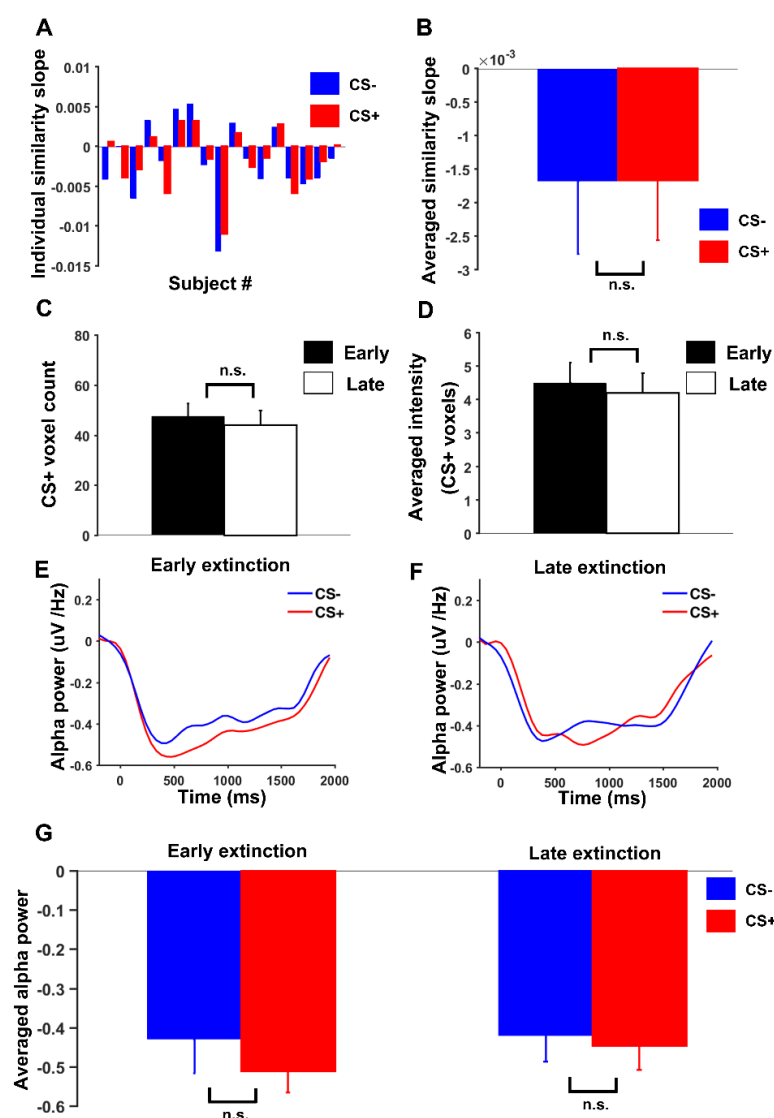 A
Individual similarity slope
0.01
0.005
0
-0.005
-0.01
-0.015
CS-
CS+
Subject #
B
Averaged similarity slope
×10⁻³
0
-0.5
-1
-1.5
-2
-2.5
-3
CS-
CS+
n.s.
C
CS+ voxel count
80
60
40
20
0
n.s.
Early
Late
D
Averaged intensity
(CS+ voxels)
6
5
4
3
2
1
0
n.s.
Early
Late
E
Early extinction
Alpha power (uV /Hz)
0.2
0
-0.2
-0.4
-0.6
CS-
CS+
0 500 1000 1500 2000
Time (ms)
F
Late extinction
Alpha power (uV /Hz)
0.2
0
-0.2
-0.4
-0.6
CS-
CS+
0 500 1000 1500 2000
Time (ms)
G
Averaged alpha power
0
-0.1
-0.2
-0.3
-0.4
-0.5
-0.6
Early extinction
n.s.
Late extinction
n.s.
CS-
CS+